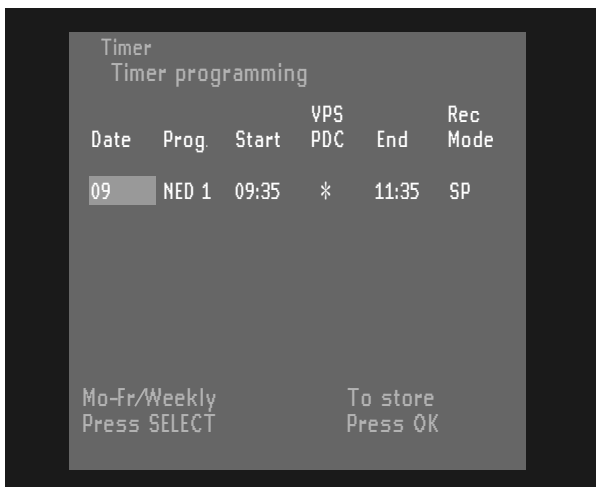 Timer
Timer programming
VPS Rec
Date Prog. Start PDC End Mode
09 NED 1 09:35 * 11:35 SP
Mo-Fr/Weekly To store
Press SELECT Press OK